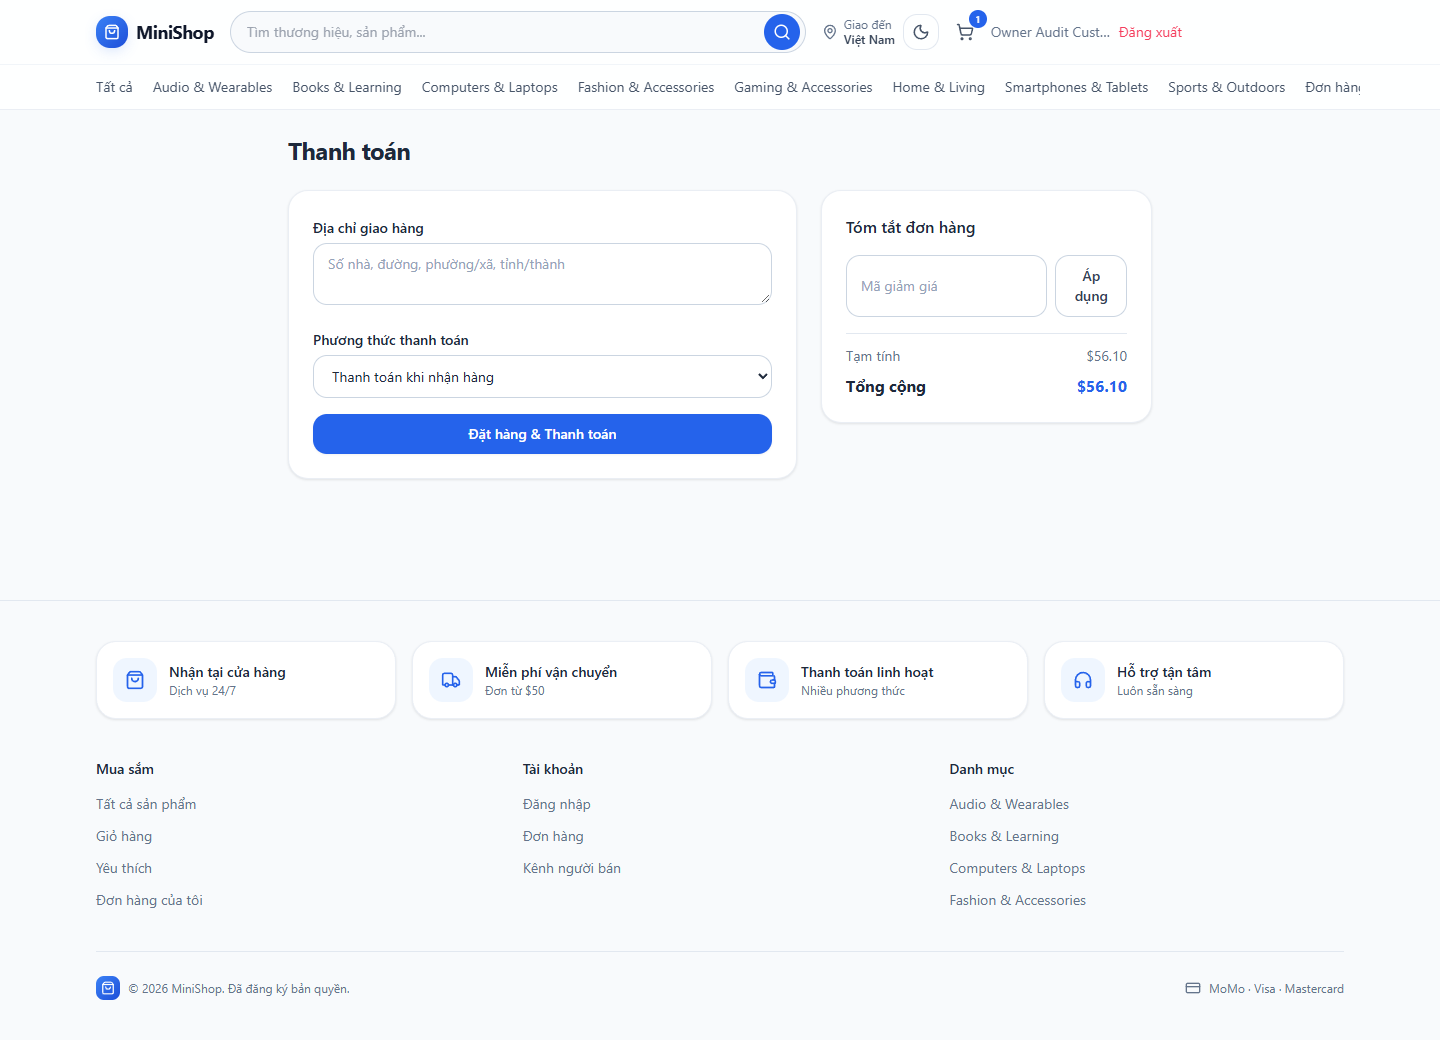 MiniShop
Tìm thương hiệu, sản phẩm...
Giao đến
Việt Nam
1
Owner Audit Cust...
Đăng xuất
Tất cả
Audio & Wearables
Books & Learning
Computers & Laptops
Fashion & Accessories
Gaming & Accessories
Home & Living
Smartphones & Tablets
Sports & Outdoors
Đơn hàng
Thanh toán
Địa chỉ giao hàng
Số nhà, đường, phường/xã, tỉnh/thành
Phương thức thanh toán
Thanh toán khi nhận hàng
Đặt hàng & Thanh toán
Tóm tắt đơn hàng
Mã giảm giá
Áp
dụng
Tạm tính
$56.10
Tổng cộng
$56.10
Nhận tại cửa hàng
Dịch vụ 24/7
Miễn phí vận chuyển
Đơn từ $50
Thanh toán linh hoạt
Nhiều phương thức
Hỗ trợ tận tâm
Luôn sẵn sàng
Mua sắm
Tất cả sản phẩm
Giỏ hàng
Yêu thích
Đơn hàng của tôi
Tài khoản
Đăng nhập
Đơn hàng
Kênh người bán
Danh mục
Audio & Wearables
Books & Learning
Computers & Laptops
Fashion & Accessories
© 2026 MiniShop. Đã đăng ký bản quyền.
MoMo · Visa · Mastercard